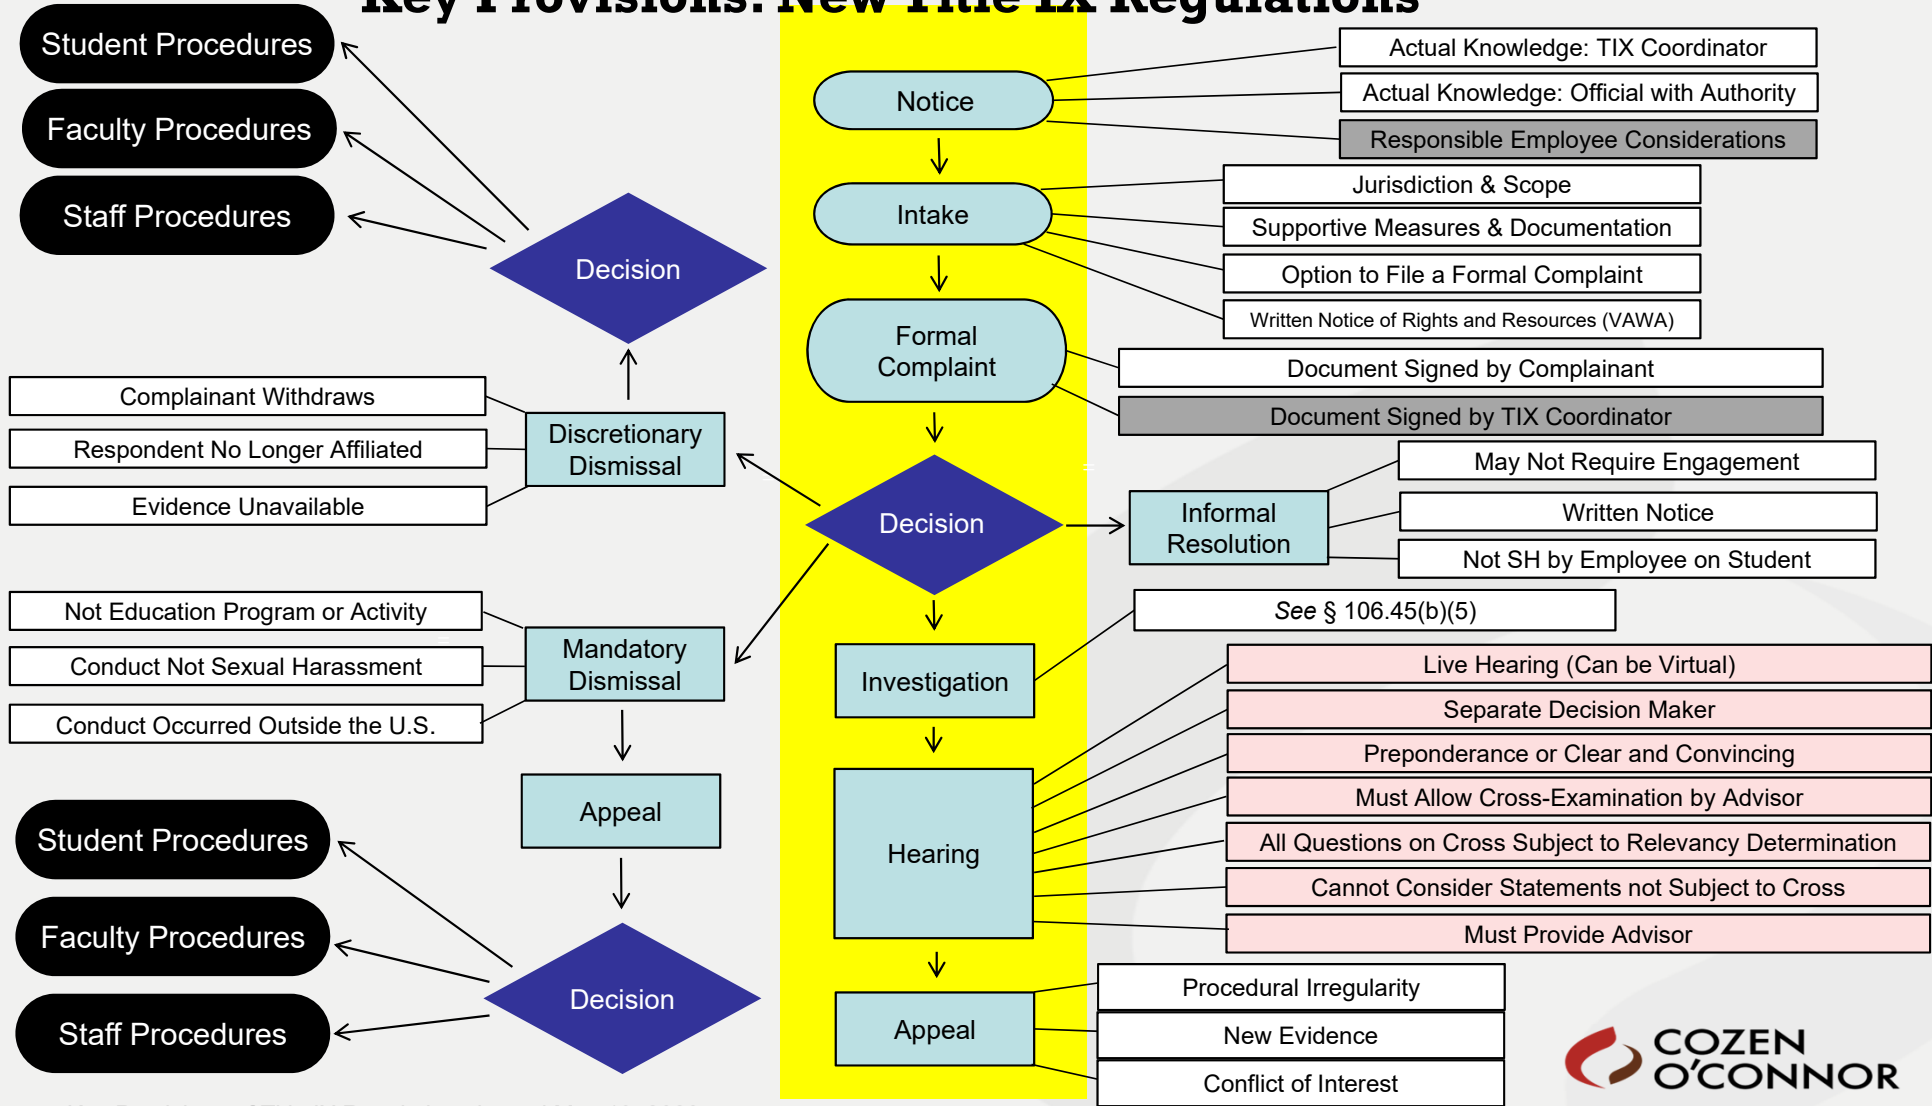 Key Provisions: New Title IX Regulations
Student Procedures
Faculty Procedures
Staff Procedures
Decision
Complainant Withdraws
Respondent No Longer Affiliated
Evidence Unavailable
Discretionary
Dismissal
Not Education Program or Activity
Conduct Not Sexual Harassment
Conduct Occurred Outside the U.S.
Mandatory
Dismissal
Appeal
Student Procedures
Faculty Procedures
Staff Procedures
Decision
Notice
Actual Knowledge: TIX Coordinator
Actual Knowledge: Official with Authority
Responsible Employee Considerations
Intake
Jurisdiction & Scope
Supportive Measures & Documentation
Option to File a Formal Complaint
Written Notice of Rights and Resources (VAWA)
Formal
Complaint
Document Signed by Complainant
Document Signed by TIX Coordinator
Decision
Informal
Resolution
May Not Require Engagement
Written Notice
Not SH by Employee on Student
Investigation
See § 106.45(b)(5)
Hearing
Live Hearing (Can be Virtual)
Separate Decision Maker
Preponderance or Clear and Convincing
Must Allow Cross-Examination by Advisor
All Questions on Cross Subject to Relevancy Determination
Cannot Consider Statements not Subject to Cross
Must Provide Advisor
Appeal
Procedural Irregularity
New Evidence
Conflict of Interest
COZEN
O'CONNOR